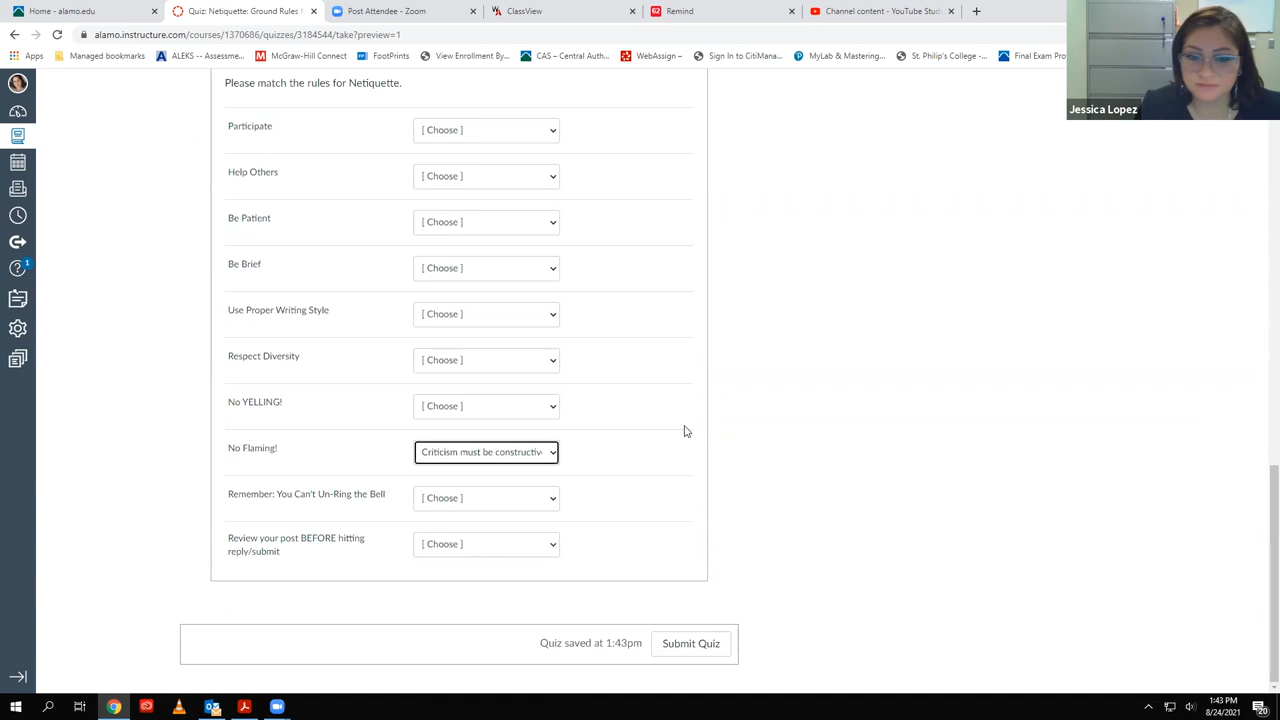 Home - alamo.edu
Quiz: Netiquette: Ground Rules f
Post Attendee - Zoom
ClassView
62 Remind
Channel content - YouTube Stud
alamo.instructure.com/courses/1370686/quizzes/3184544/take?preview=1
Apps
Managed bookmarks
ALEKS -- Assessme...
McGraw-Hill Connect
FootPrints
View Enrollment By...
CAS – Central Auth...
WebAssign –
Sign In to CitiMana...
MyLab & Mastering...
St. Philip's College -...
Final Exam Pro
Jessica Lopez
Please match the rules for Netiquette.
Participate [ Choose ]
Help Others [ Choose ]
Be Patient [ Choose ]
Be Brief [ Choose ]
Use Proper Writing Style [ Choose ]
Respect Diversity [ Choose ]
No YELLING! [ Choose ]
No Flaming! Criticism must be constructiv
Remember: You Can't Un-Ring the Bell [ Choose ]
Review your post BEFORE hitting [ Choose ]
reply/submit
1
Quiz saved at 1:43pm Submit Quiz
1:43 PM
8/24/2021
20